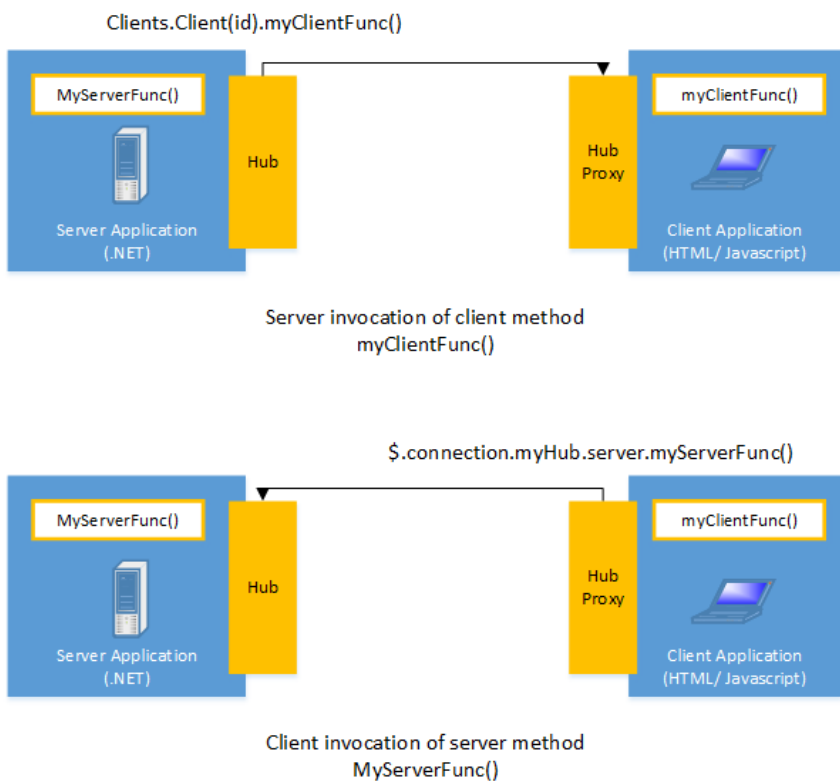 Clients.Client(id).myClientFunc()
MyServerFunc()
Hub
Server Application
(.NET)
Hub
Proxy
myClientFunc()
Client Application
(HTML/ Javascript)
Server invocation of client method
myClientFunc()
$.connection.myHub.server.myServerFunc()
MyServerFunc()
Hub
Server Application
(.NET)
Hub
Proxy
myClientFunc()
Client Application
(HTML/ Javascript)
Client invocation of server method
MyServerFunc()